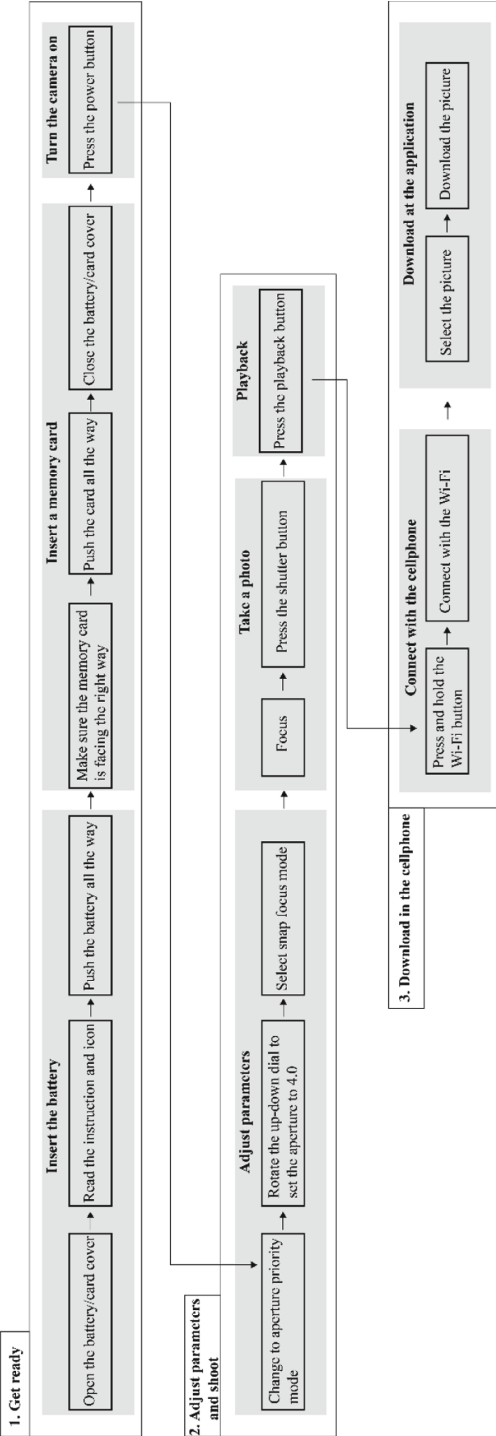 1. Get ready
Insert the battery
Open the battery/card cover
Read the instruction and icon
Push the battery all the way
Insert a memory card
Make sure the memory card
is facing the right way
Push the card all the way
Close the battery/card cover
Turn the camera on
Press the power button
2. Adjust parameters
and shoot
Adjust parameters
Change to aperture priority
mode
Rotate the up-down dial to
set the aperture to 4.0
Select snap focus mode
Take a photo
Focus
Press the shutter button
Playback
Press the playback button
3. Download in the cellphone
Connect with the cellphone
Press and hold the
Wi-Fi button
Connect with the Wi-Fi
Download at the application
Select the picture
Download the picture